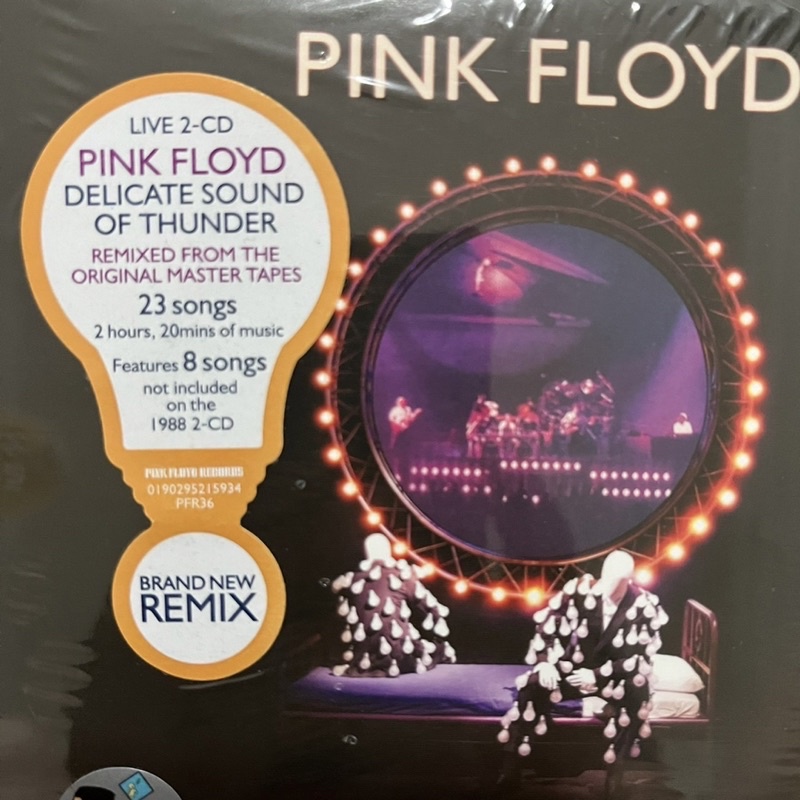 PINK FLOYD
LIVE 2-CD
PINK FLOYD
DELICATE SOUND
OF THUNDER
REMIXED FROM THE
ORIGINAL MASTER TAPES
23 songs
2 hours, 20mins of music
Features 8 songs
not included
on the
1988 2-CD
PINK FLOYD RECORDS
0190295215934
PFR36
BRAND NEW
REMIX